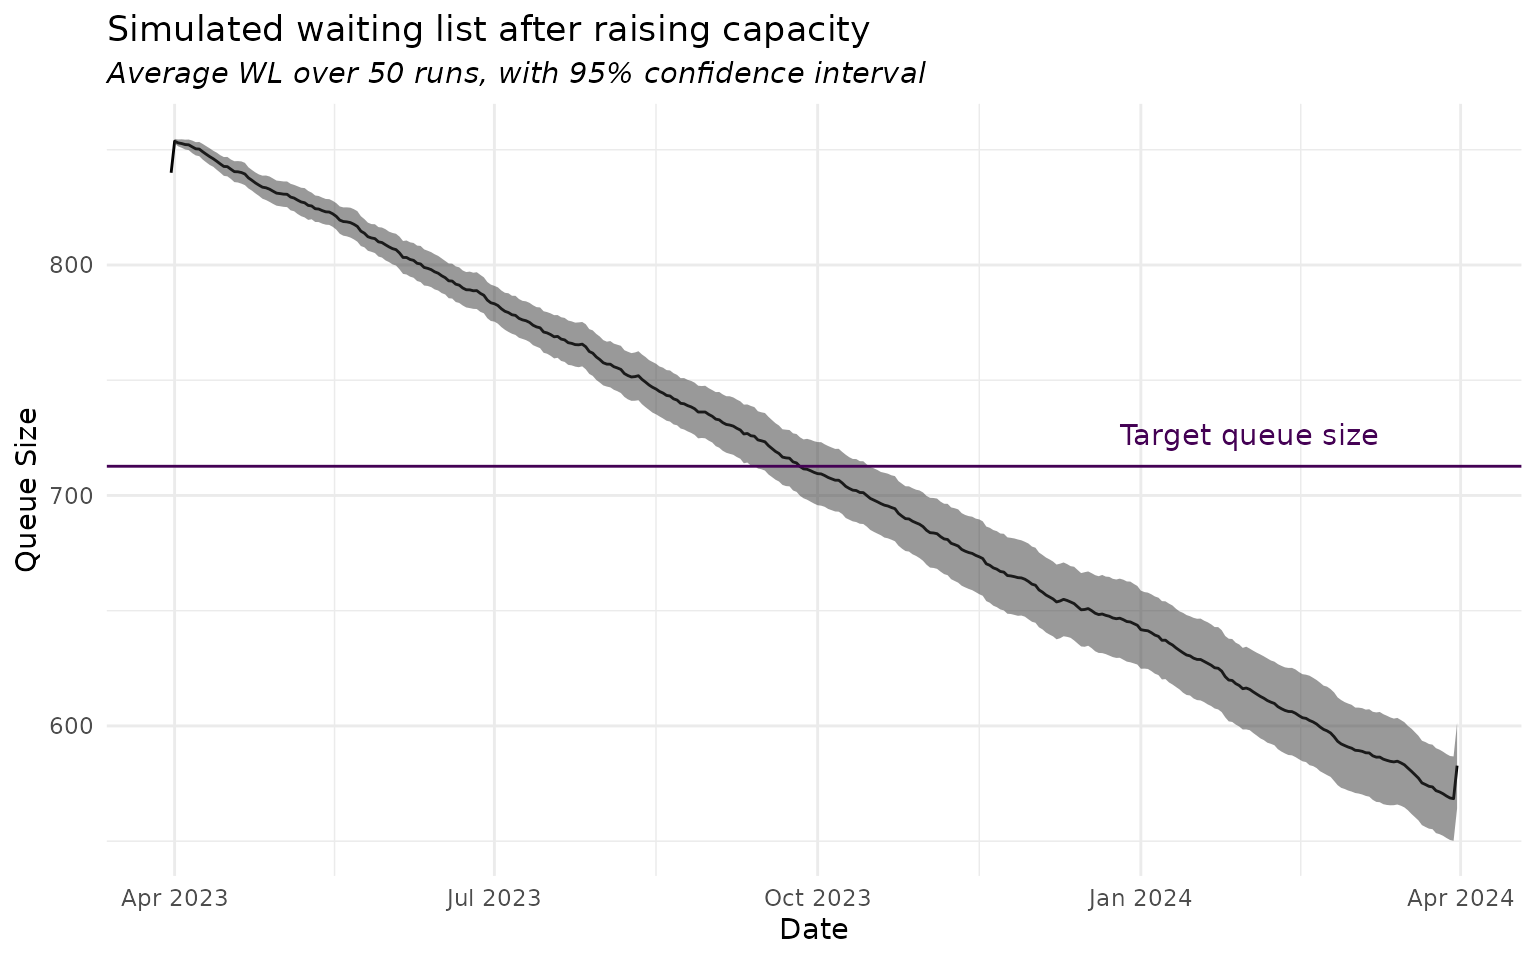 Simulated waiting list after raising capacity
Average WL over 50 runs, with 95% confidence interval
Queue Size
800
700
600
Target queue size
Apr 2023
Jul 2023
Oct 2023
Jan 2024
Apr 2024
Date